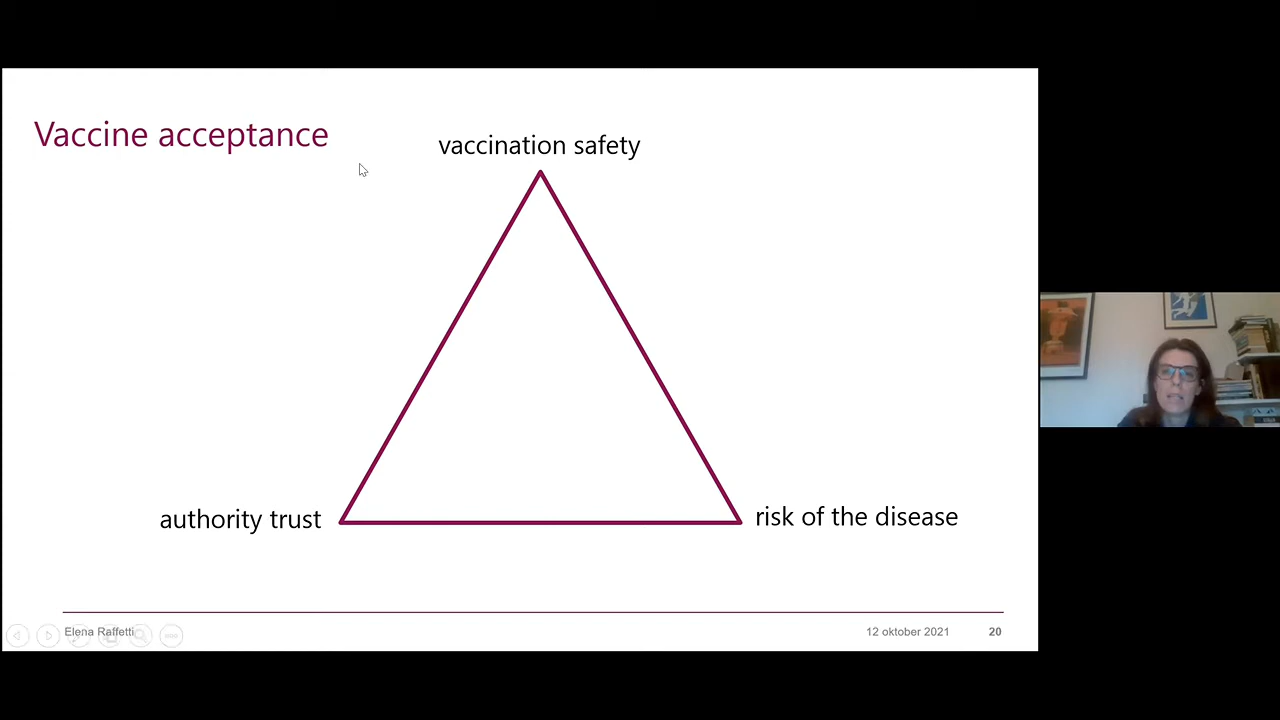 Vaccine acceptance
vaccination safety
authority trust
risk of the disease
Elena Raffetti
12 oktober 2021
20